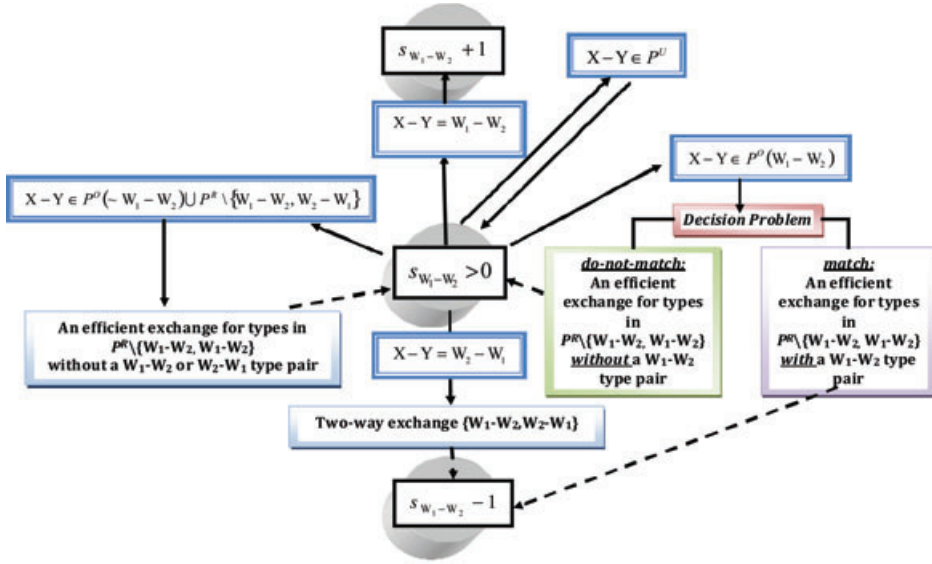 s_{W₁−W₂} + 1
X − Y ∈ P^U
X − Y = W₁ − W₂
X − Y ∈ P^O(W₁ − W₂)
X − Y ∈ P^O(~ W₁ − W₂)∪ P^R \{W₁ − W₂, W₂ − W₁}
Decision Problem
s_{W₁−W₂} >0
do-not-match:
An efficient
exchange for types
in
P^R\{W₁-W₂, W₁-W₂}
without a W₁-W₂
type pair
match:
An efficient
exchange for types
in
P^R\{W₁-W₂, W₁-W₂}
with a W₁-W₂ type
pair
An efficient exchange for types in
P^R\{W₁-W₂, W₁-W₂}
without a W₁-W₂ or W₂-W₁ type pair
X − Y = W₂ − W₁
Two-way exchange {W₁-W₂,W₂-W₁}
s_{W₁−W₂} − 1